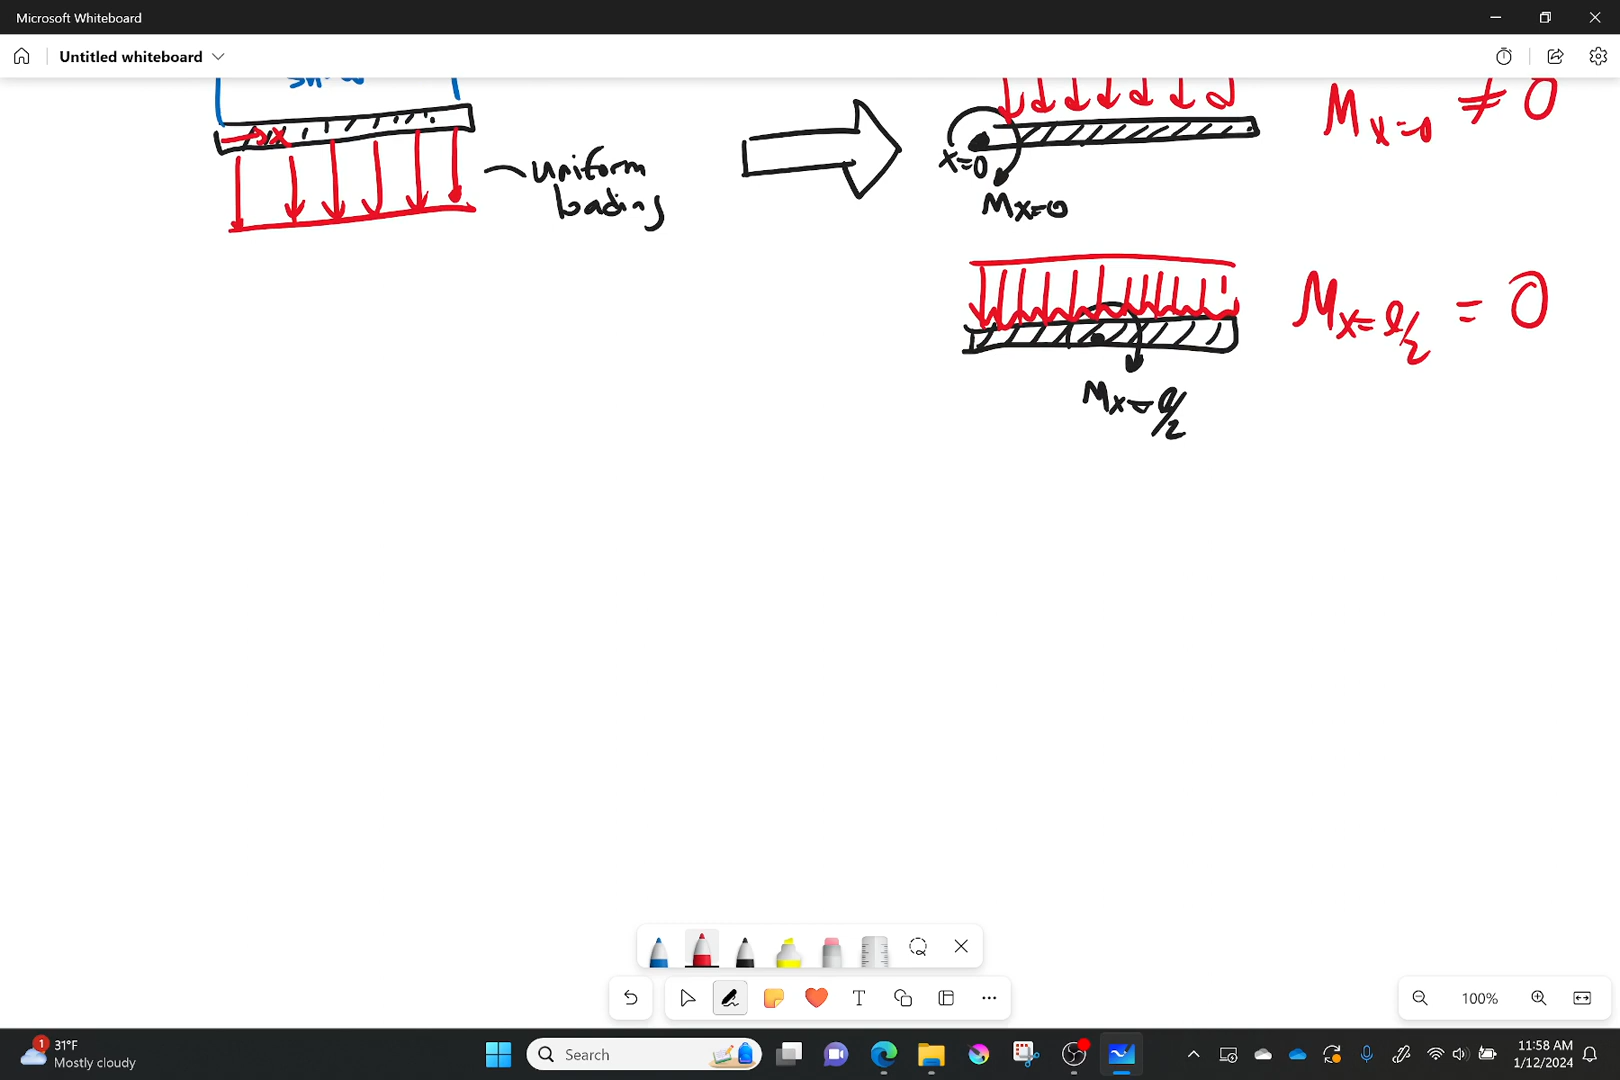 Microsoft Whiteboard
Untitled whiteboard
x
uniform
loading
x=0
Mx=0
Mx=0 ≠ 0
Mx=l/2 = 0
Mx=l/2
100%
1
31°F
Mostly cloudy
Search
11:58 AM
1/12/2024